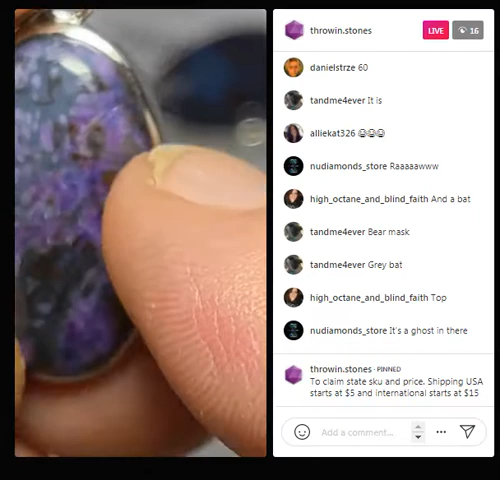 throwin.stones
LIVE
16
danielstrze 60
tandme4ever It is
alliekat326 😂😂😂
nudiamonds_store Raaaaawww
high_octane_and_blind_faith And a bat
tandme4ever Bear mask
tandme4ever Grey bat
high_octane_and_blind_faith Top
nudiamonds_store It's a ghost in there
throwin.stones · PINNED
To claim state sku and price. Shipping USA
starts at $5 and international starts at $15
Add a comment...